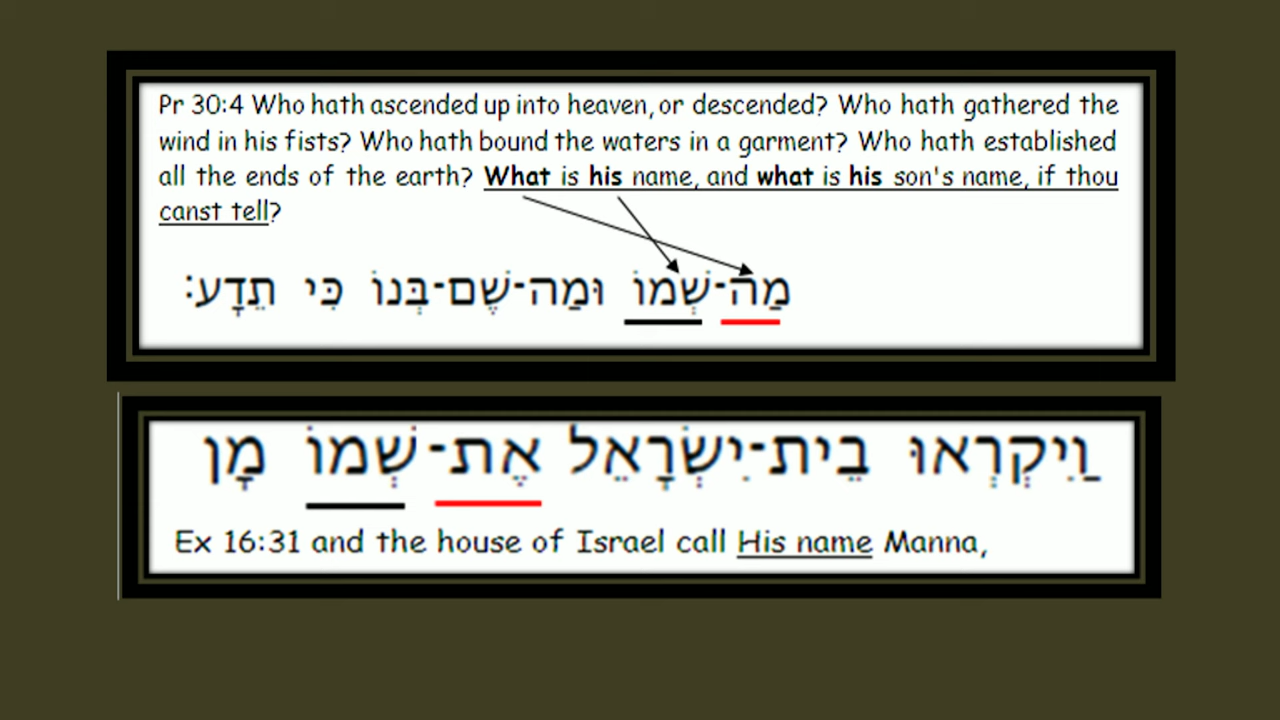 Pr 30:4 Who hath ascended up into heaven, or descended? Who hath gathered the
wind in his fists? Who hath bound the waters in a garment? Who hath established
all the ends of the earth? What is his name, and what is his son's name, if thou
canst tell?
מַה-שְׁמוֹ וּמַה-שֶׁם-בְּנוֹ כִּי תֵדָע׃
וַיִקְרְאוּ בֵית-יִשְׂרָאֵל אֶת-שְׁמוֹ מָן
Ex 16:31 and the house of Israel call His name Manna,